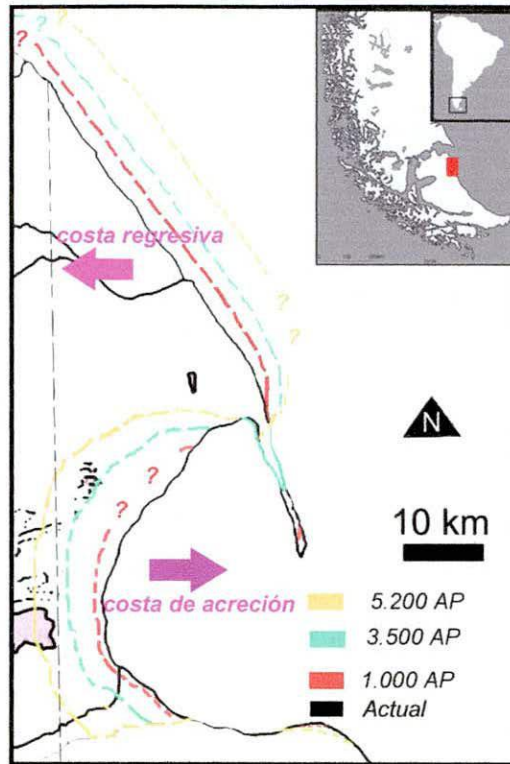 ?
?
?
costa regresiva
?
?
N
?
?
10 km
costa de acreción
5.200 AP
3.500 AP
1.000 AP
Actual